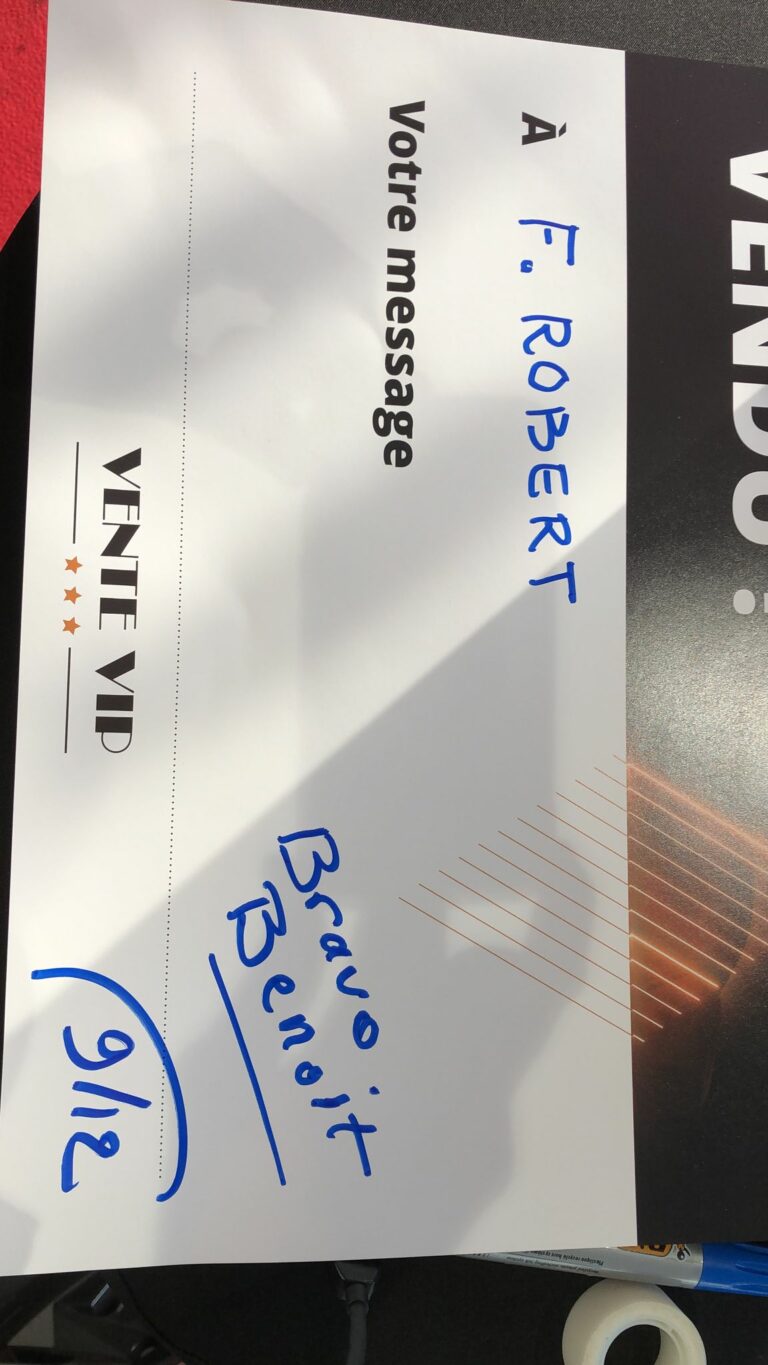 VENDU !
À F. ROBERT
Votre message
Bravo
Benoit
VENTE VIP
9/12